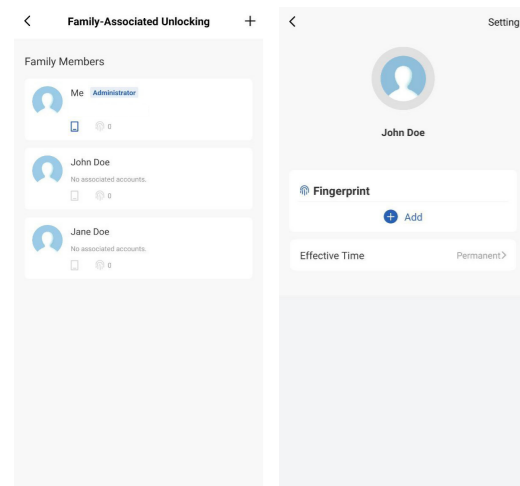 Family-Associated Unlocking
Family Members
Me Administrator
0
John Doe
No associated accounts.
0
Jane Doe
No associated accounts.
0
Setting
John Doe
Fingerprint
Add
Effective Time Permanent